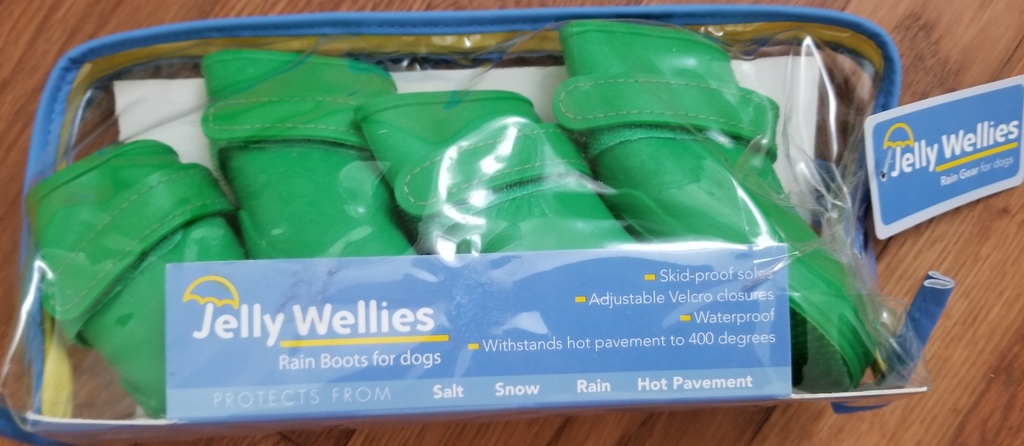 Jelly Wellies
Rain Boots for dogs
Skid-proof soles
Adjustable Velcro closures
Waterproof
Withstands hot pavement to 400 degrees
PROTECTS FROM Salt Snow Rain Hot Pavement
Jelly Wellies
Rain Gear for dogs